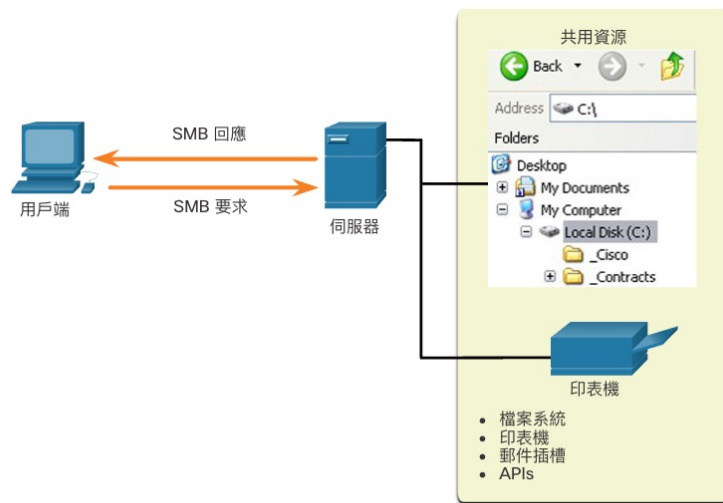 共用資源
Back
Address C:\
Folders
Desktop
My Documents
My Computer
Local Disk (C:)
_Cisco
_Contracts
SMB 回應
SMB 要求
用戶端
伺服器
印表機
• 檔案系統
• 印表機
• 郵件插槽
• APIs